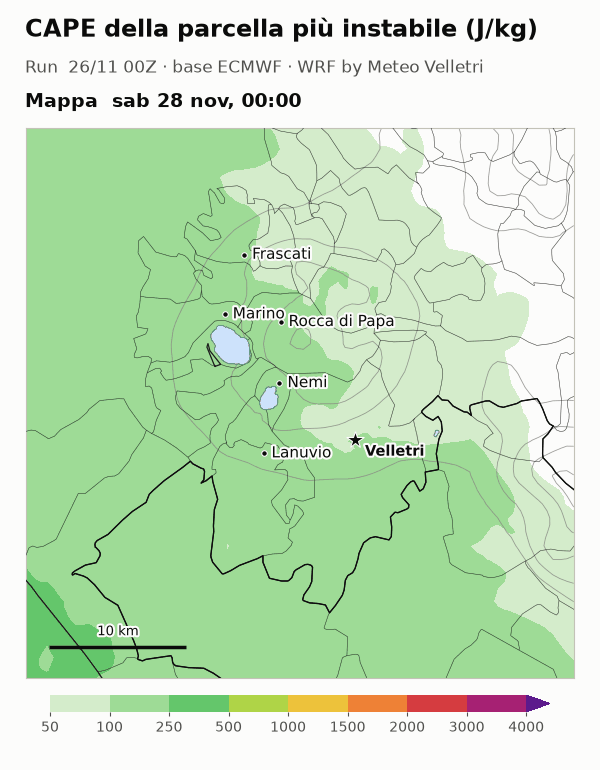 CAPE della parcella più instabile (J/kg)
Run  26/11 00Z · base ECMWF · WRF by Meteo Velletri
Mappa  sab 28 nov, 00:00
Frascati
Marino
Rocca di Papa
Nemi
Velletri
Lanuvio
10 km
50 100 250 500 1000 1500 2000 3000 4000